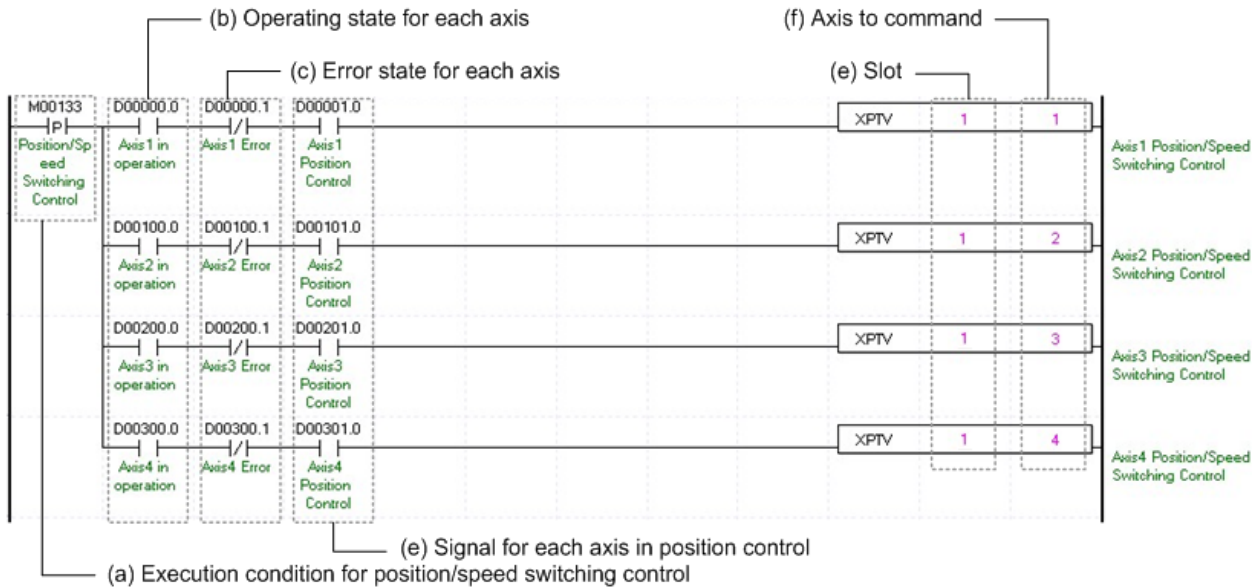 (b) Operating state for each axis
(f) Axis to command
(c) Error state for each axis
(e) Slot
M00133
D00000.0
D00000.1
D00001.0
P
XPTV 1 1
Position/Sp
eed
Switching
Control
Axis1 in
operation
Axis1 Error
Axis1
Position
Control
Axis1 Position/Speed
Switching Control
D00100.0
D00100.1
D00101.0
XPTV 1 2
Axis2 in
operation
Axis2 Error
Axis2
Position
Control
Axis2 Position/Speed
Switching Control
D00200.0
D00200.1
D00201.0
XPTV 1 3
Axis3 in
operation
Axis3 Error
Axis3
Position
Control
Axis3 Position/Speed
Switching Control
D00300.0
D00300.1
D00301.0
XPTV 1 4
Axis4 in
operation
Axis4 Error
Axis4
Position
Control
Axis4 Position/Speed
Switching Control
(e) Signal for each axis in position control
(a) Execution condition for position/speed switching control